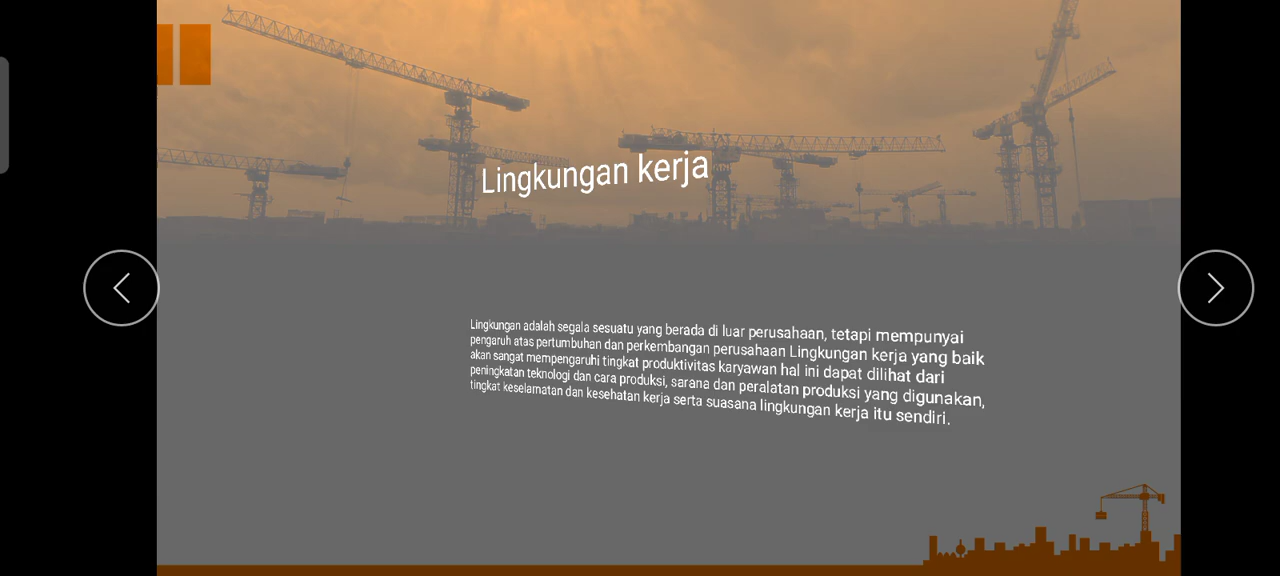 Lingkungan kerja
Lingkungan adalah segala sesuatu yang berada di luar perusahaan, tetapi mempunyai
pengaruh atas pertumbuhan dan perkembangan perusahaan Lingkungan kerja yang baik
akan sangat mempengaruhi tingkat produktivitas karyawan hal ini dapat dilihat dari
peningkatan teknologi dan cara produksi, sarana dan peralatan produksi yang digunakan,
tingkat keselamatan dan kesehatan kerja serta suasana lingkungan kerja itu sendiri.